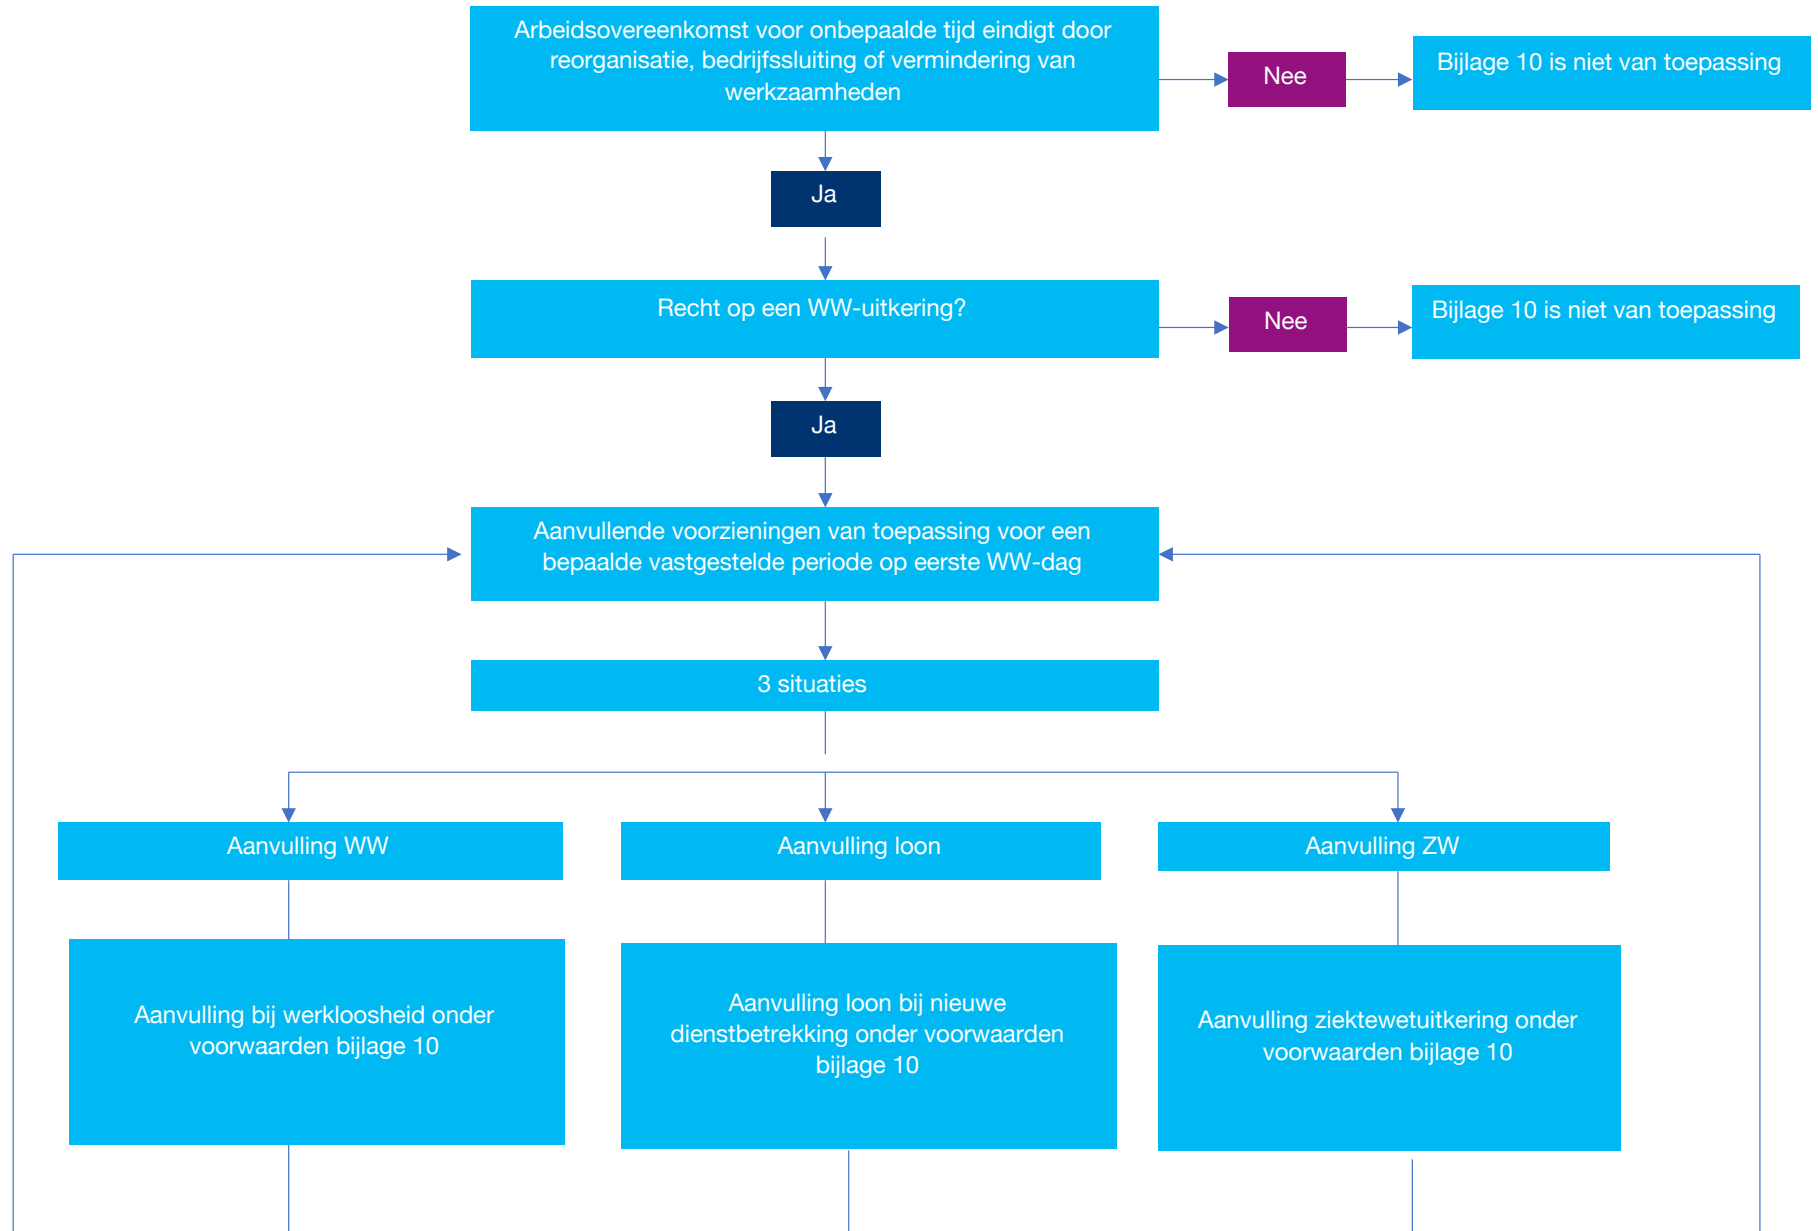 Arbeidsovereenkomst voor onbepaalde tijd eindigt door
reorganisatie, bedrijfssluiting of vermindering van
werkzaamheden
Nee
Bijlage 10 is niet van toepassing
Ja
Recht op een WW-uitkering?
Nee
Bijlage 10 is niet van toepassing
Ja
Aanvullende voorzieningen van toepassing voor een
bepaalde vastgestelde periode op eerste WW-dag
3 situaties
Aanvulling WW
Aanvulling loon
Aanvulling ZW
Aanvulling bij werkloosheid onder
voorwaarden bijlage 10
Aanvulling loon bij nieuwe
dienstbetrekking onder voorwaarden
bijlage 10
Aanvulling ziektewetuitkering onder
voorwaarden bijlage 10